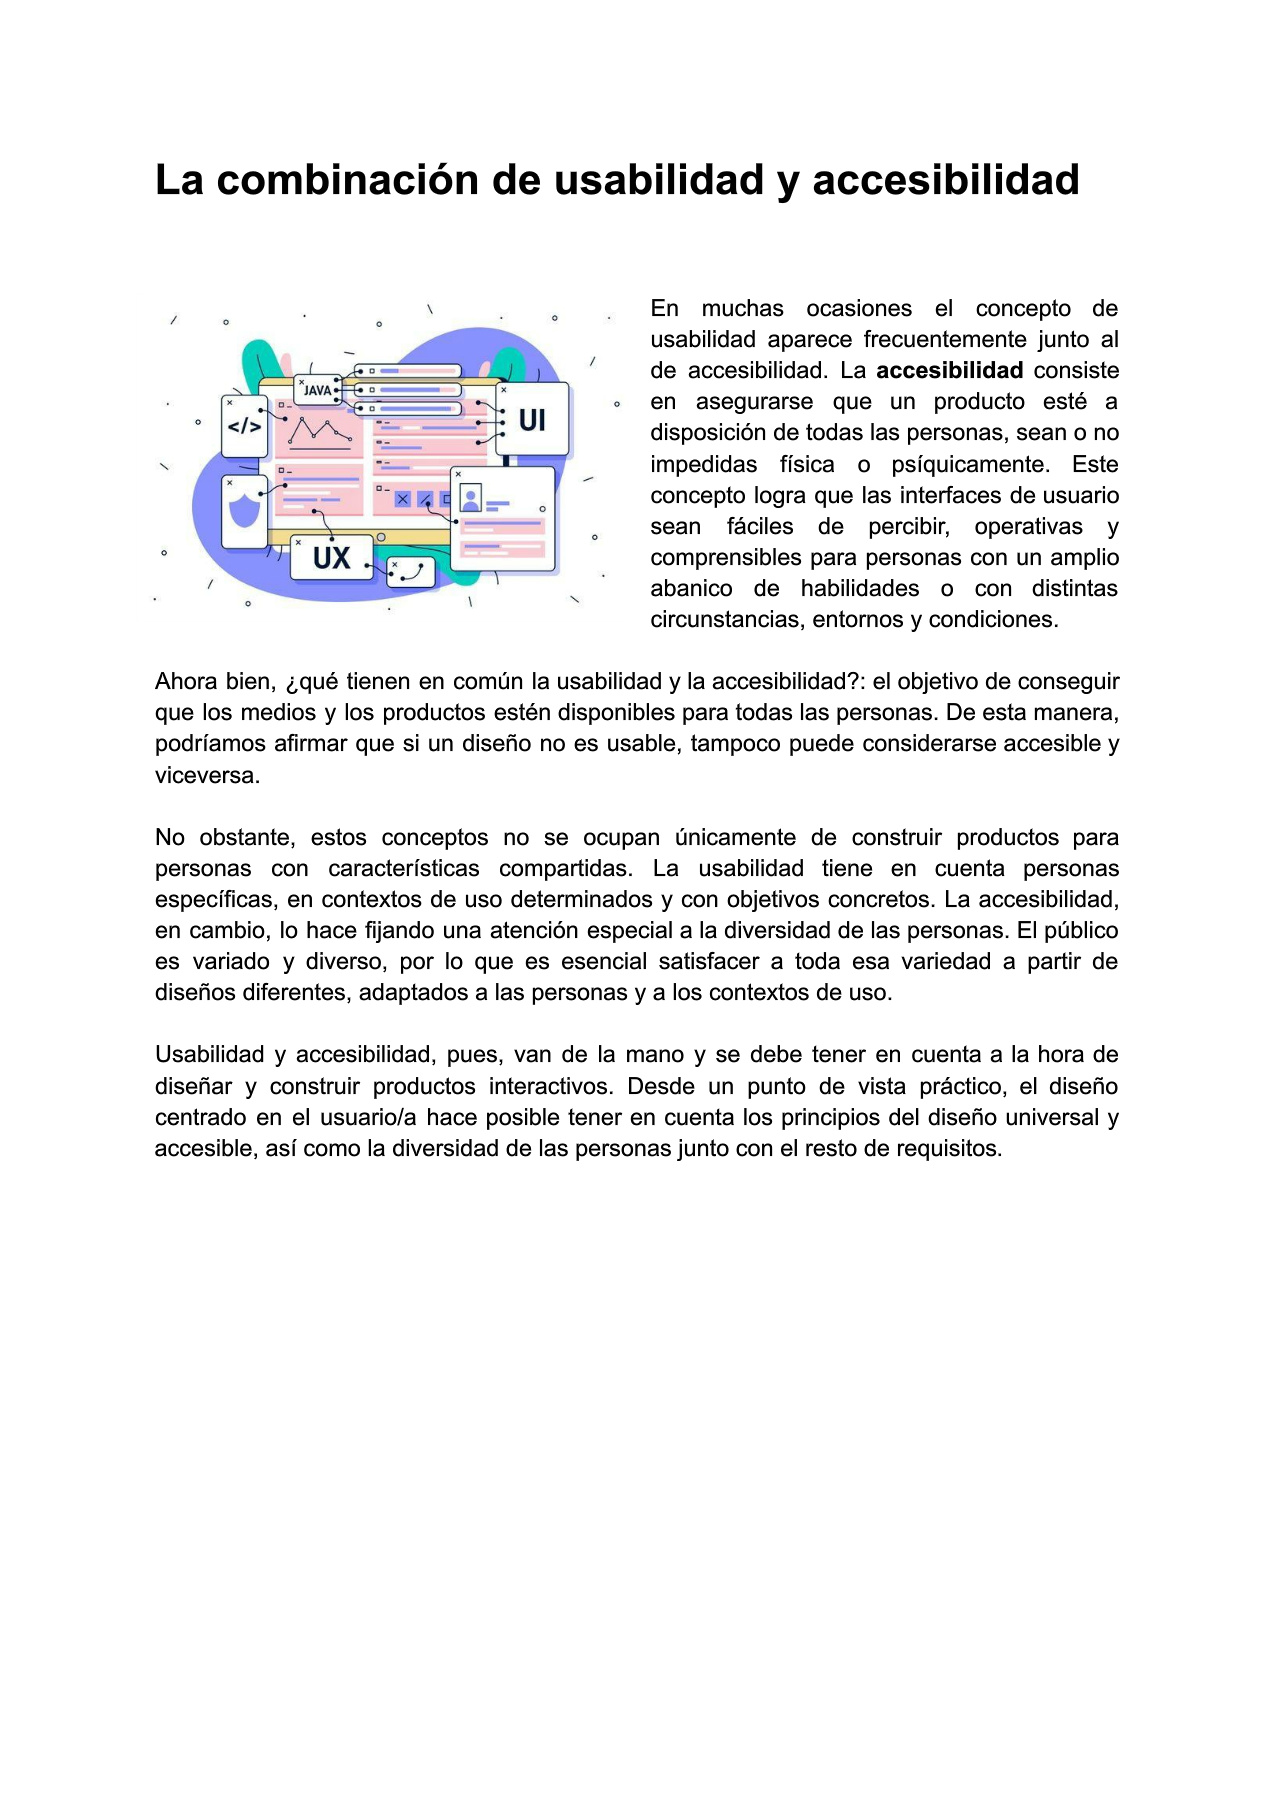 La combinación de usabilidad y accesibilidad
JAVA
</>
UI
UX
En muchas ocasiones el concepto de
usabilidad aparece frecuentemente junto al
de accesibilidad. La accesibilidad consiste
en asegurarse que un producto esté a
disposición de todas las personas, sean o no
impedidas física o psíquicamente. Este
concepto logra que las interfaces de usuario
sean fáciles de percibir, operativas y
comprensibles para personas con un amplio
abanico de habilidades o con distintas
circunstancias, entornos y condiciones.
Ahora bien, ¿qué tienen en común la usabilidad y la accesibilidad?: el objetivo de conseguir
que los medios y los productos estén disponibles para todas las personas. De esta manera,
podríamos afirmar que si un diseño no es usable, tampoco puede considerarse accesible y
viceversa.
No obstante, estos conceptos no se ocupan únicamente de construir productos para
personas con características compartidas. La usabilidad tiene en cuenta personas
específicas, en contextos de uso determinados y con objetivos concretos. La accesibilidad,
en cambio, lo hace fijando una atención especial a la diversidad de las personas. El público
es variado y diverso, por lo que es esencial satisfacer a toda esa variedad a partir de
diseños diferentes, adaptados a las personas y a los contextos de uso.
Usabilidad y accesibilidad, pues, van de la mano y se debe tener en cuenta a la hora de
diseñar y construir productos interactivos. Desde un punto de vista práctico, el diseño
centrado en el usuario/a hace posible tener en cuenta los principios del diseño universal y
accesible, así como la diversidad de las personas junto con el resto de requisitos.